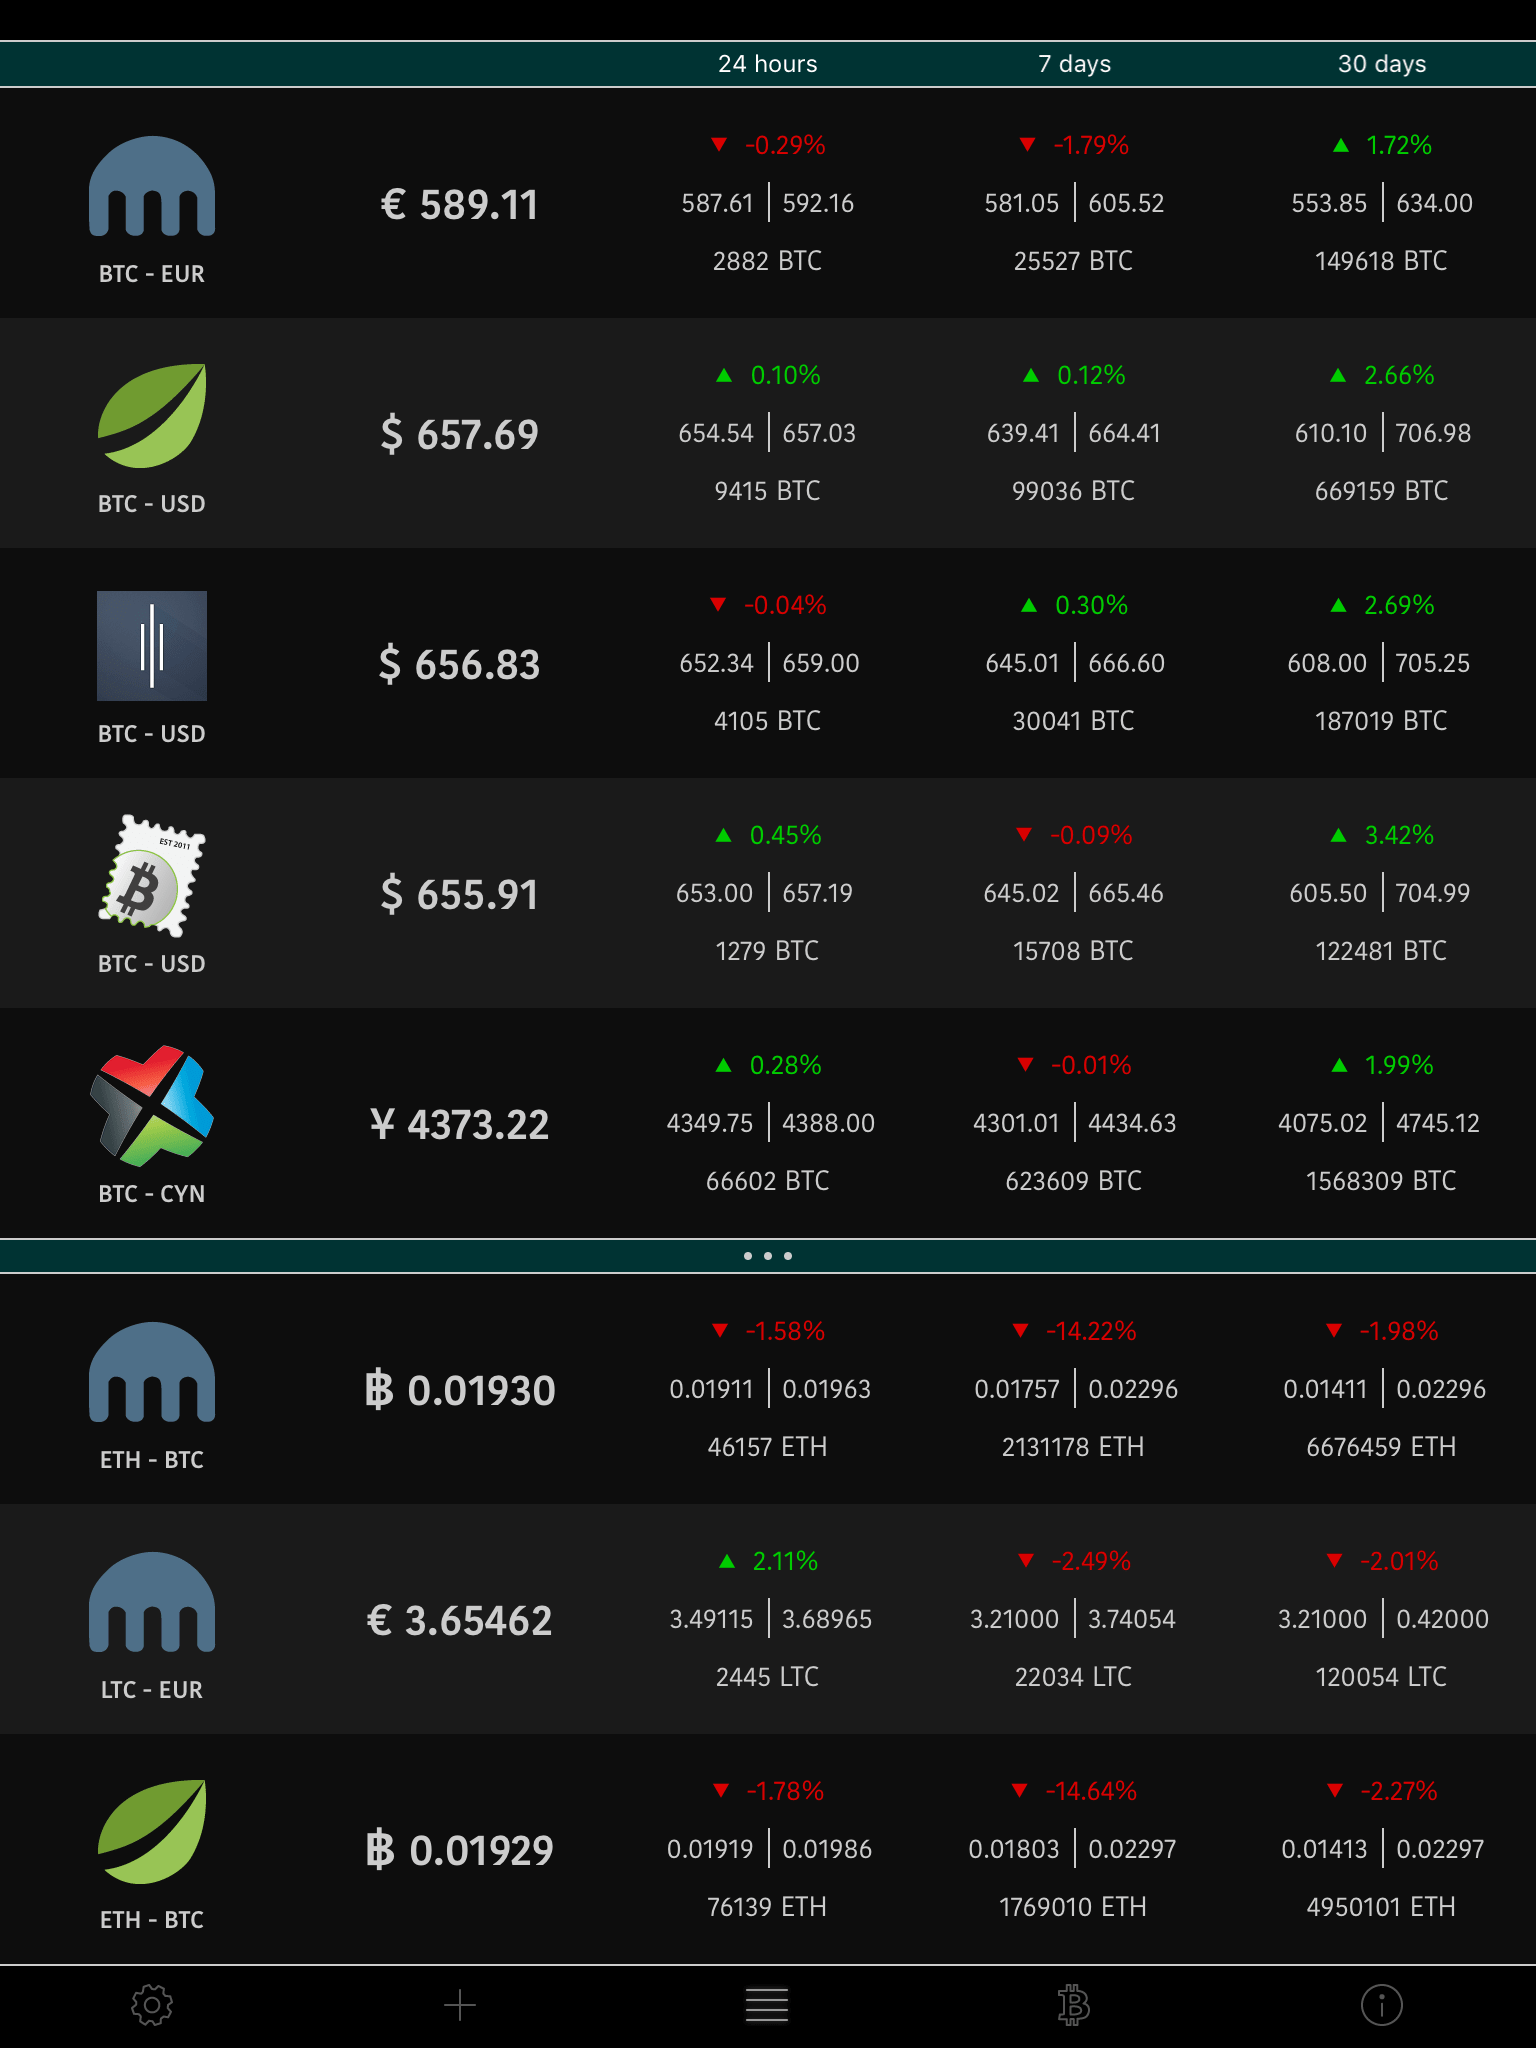 24 hours 7 days 30 days
▼ -0.29% ▼ -1.79% ▲ 1.72%
€ 589.11 587.61 | 592.16 581.05 | 605.52 553.85 | 634.00
2882 BTC 25527 BTC 149618 BTC
BTC - EUR
▲ 0.10% ▲ 0.12% ▲ 2.66%
$ 657.69 654.54 | 657.03 639.41 | 664.41 610.10 | 706.98
9415 BTC 99036 BTC 669159 BTC
BTC - USD
▼ -0.04% ▲ 0.30% ▲ 2.69%
$ 656.83 652.34 | 659.00 645.01 | 666.60 608.00 | 705.25
4105 BTC 30041 BTC 187019 BTC
BTC - USD
▲ 0.45% ▼ -0.09% ▲ 3.42%
EST 2011
$ 655.91 653.00 | 657.19 645.02 | 665.46 605.50 | 704.99
1279 BTC 15708 BTC 122481 BTC
BTC - USD
▲ 0.28% ▼ -0.01% ▲ 1.99%
¥ 4373.22 4349.75 | 4388.00 4301.01 | 4434.63 4075.02 | 4745.12
66602 BTC 623609 BTC 1568309 BTC
BTC - CYN
▼ -1.58% ▼ -14.22% ▼ -1.98%
฿ 0.01930 0.01911 | 0.01963 0.01757 | 0.02296 0.01411 | 0.02296
46157 ETH 2131178 ETH 6676459 ETH
ETH - BTC
▲ 2.11% ▼ -2.49% ▼ -2.01%
€ 3.65462 3.49115 | 3.68965 3.21000 | 3.74054 3.21000 | 0.42000
2445 LTC 22034 LTC 120054 LTC
LTC - EUR
▼ -1.78% ▼ -14.64% ▼ -2.27%
฿ 0.01929 0.01919 | 0.01986 0.01803 | 0.02297 0.01413 | 0.02297
76139 ETH 1769010 ETH 4950101 ETH
ETH - BTC